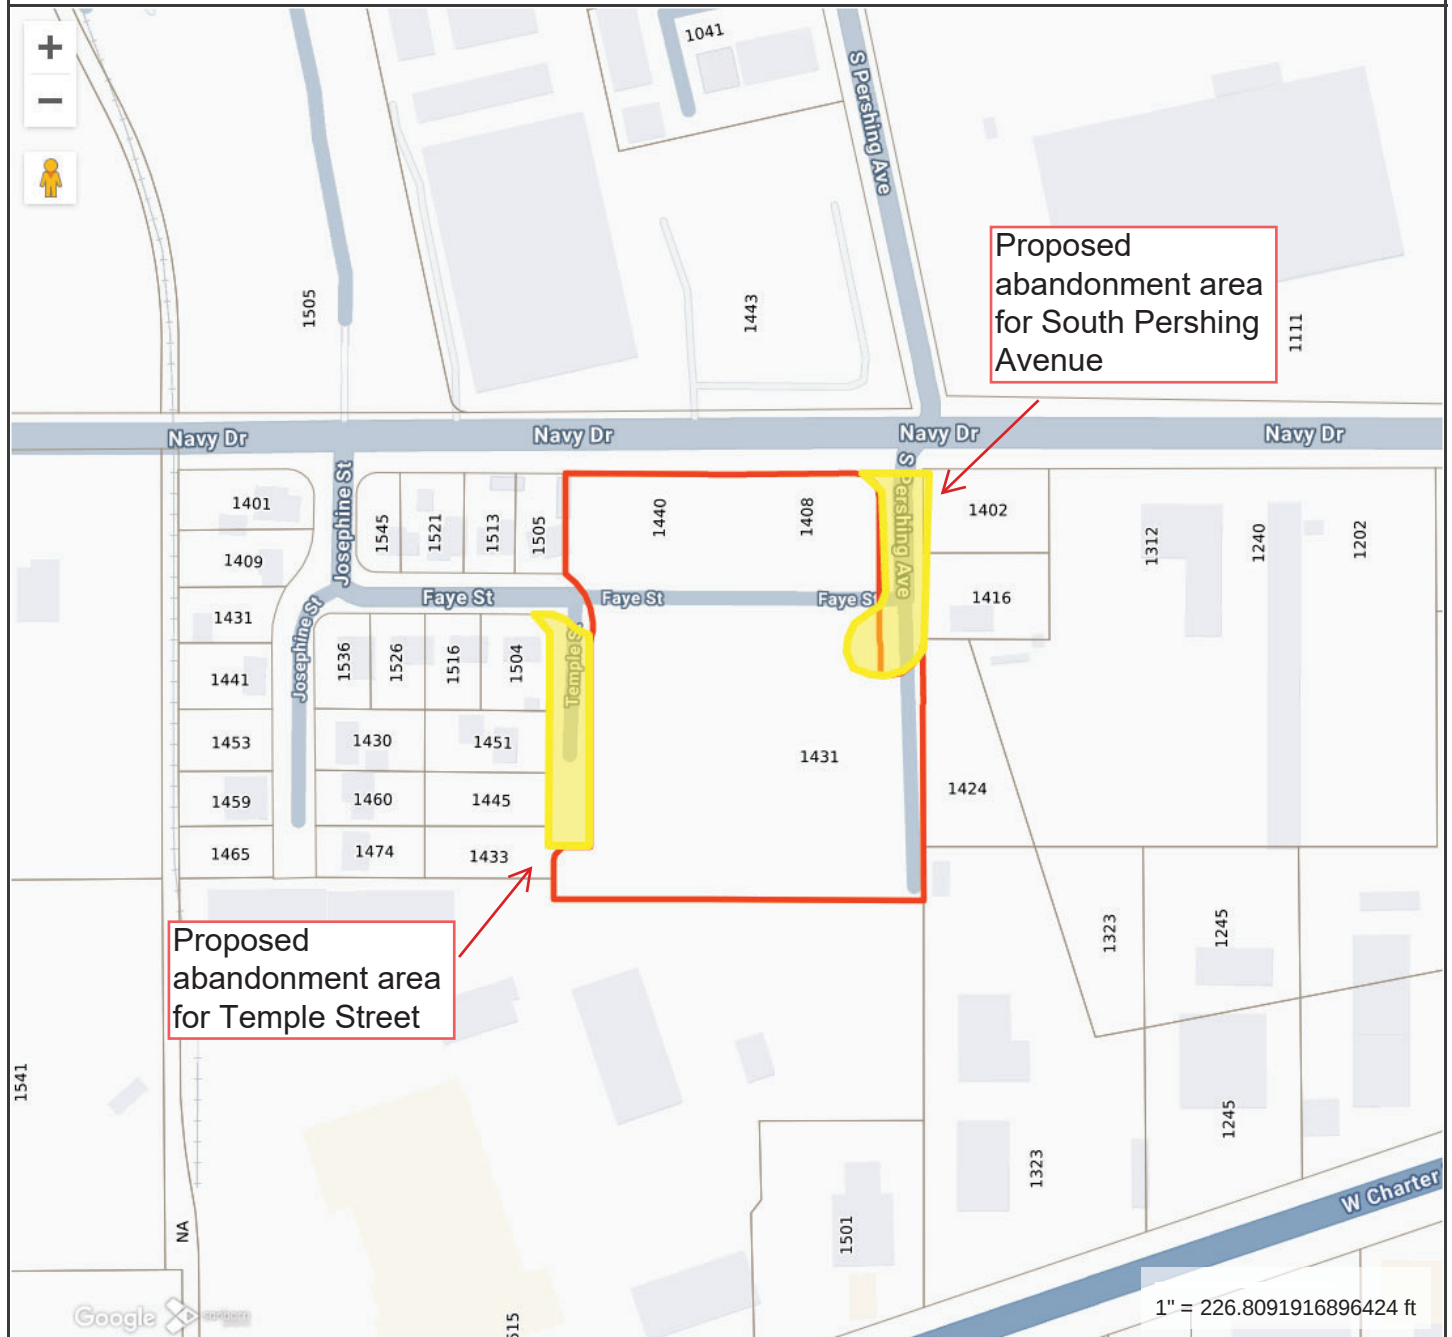 +
−
1041
S Pershing Ave
Proposed
abandonment area
for South Pershing
Avenue
1505
1443
1111
Navy Dr
Navy Dr
Navy Dr
Navy Dr
1401
1409
1431
1441
1453
1459
1465
Josephine St
Josephine St
1545
1521
1513
1505
1440
1408
S Pershing Ave
1402
1416
1312
1240
1202
Faye St
Faye St
Faye St
1536
1526
1516
1504
Temple St
1430
1451
1460
1445
1474
1433
1431
1424
Proposed
abandonment area
for Temple Street
1323
1245
1541
1245
1323
NA
1501
W Charter
Google
sanborn
515
1" = 226.8091916896424 ft